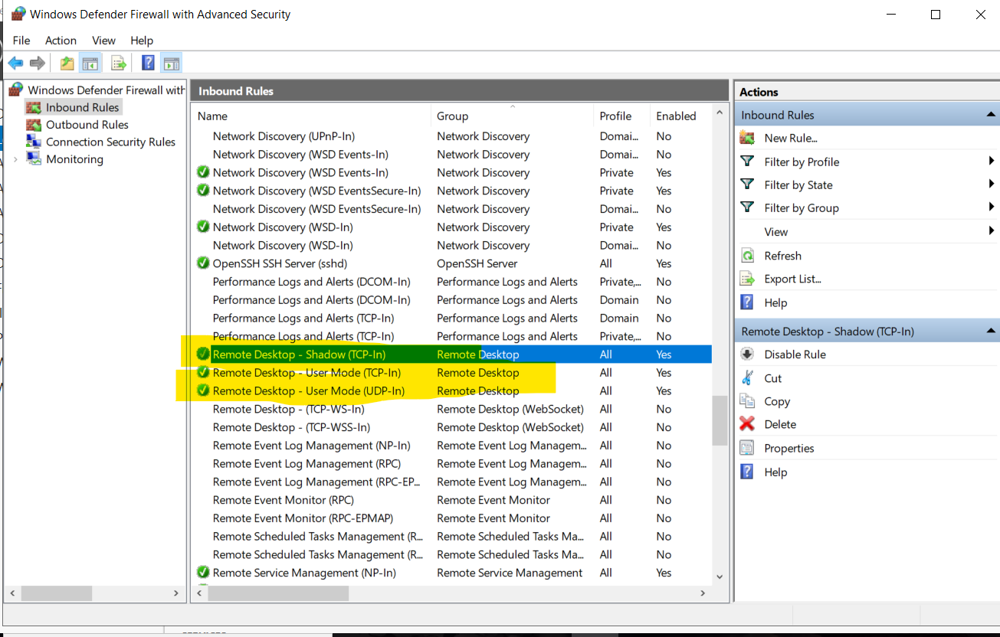 Windows Defender Firewall with Advanced Security
File Action View Help
Windows Defender Firewall with
Inbound Rules
Outbound Rules
Connection Security Rules
Monitoring
Inbound Rules
Name Group Profile Enabled
Network Discovery (UPnP-In) Network Discovery Domai... No
Network Discovery (WSD Events-In) Network Discovery Domai... No
Network Discovery (WSD Events-In) Network Discovery Private Yes
Network Discovery (WSD EventsSecure-In) Network Discovery Private Yes
Network Discovery (WSD EventsSecure-In) Network Discovery Domai... No
Network Discovery (WSD-In) Network Discovery Private Yes
Network Discovery (WSD-In) Network Discovery Domai... No
OpenSSH SSH Server (sshd) OpenSSH Server All Yes
Performance Logs and Alerts (DCOM-In) Performance Logs and Alerts Private,... No
Performance Logs and Alerts (DCOM-In) Performance Logs and Alerts Domain No
Performance Logs and Alerts (TCP-In) Performance Logs and Alerts Domain No
Performance Logs and Alerts (TCP-In) Performance Logs and Alerts Private,... No
Remote Desktop - Shadow (TCP-In) Remote Desktop All Yes
Remote Desktop - User Mode (TCP-In) Remote Desktop All Yes
Remote Desktop - User Mode (UDP-In) Remote Desktop All Yes
Remote Desktop - (TCP-WS-In) Remote Desktop (WebSocket) All No
Remote Desktop - (TCP-WSS-In) Remote Desktop (WebSocket) All No
Remote Event Log Management (NP-In) Remote Event Log Managem... All No
Remote Event Log Management (RPC) Remote Event Log Managem... All No
Remote Event Log Management (RPC-EP... Remote Event Log Managem... All No
Remote Event Monitor (RPC) Remote Event Monitor All No
Remote Event Monitor (RPC-EPMAP) Remote Event Monitor All No
Remote Scheduled Tasks Management (R... Remote Scheduled Tasks Ma... All No
Remote Scheduled Tasks Management (R... Remote Scheduled Tasks Ma... All No
Remote Service Management (NP-In) Remote Service Management All Yes
Actions
Inbound Rules
New Rule...
Filter by Profile
Filter by State
Filter by Group
View
Refresh
Export List...
Help
Remote Desktop - Shadow (TCP-In)
Disable Rule
Cut
Copy
Delete
Properties
Help